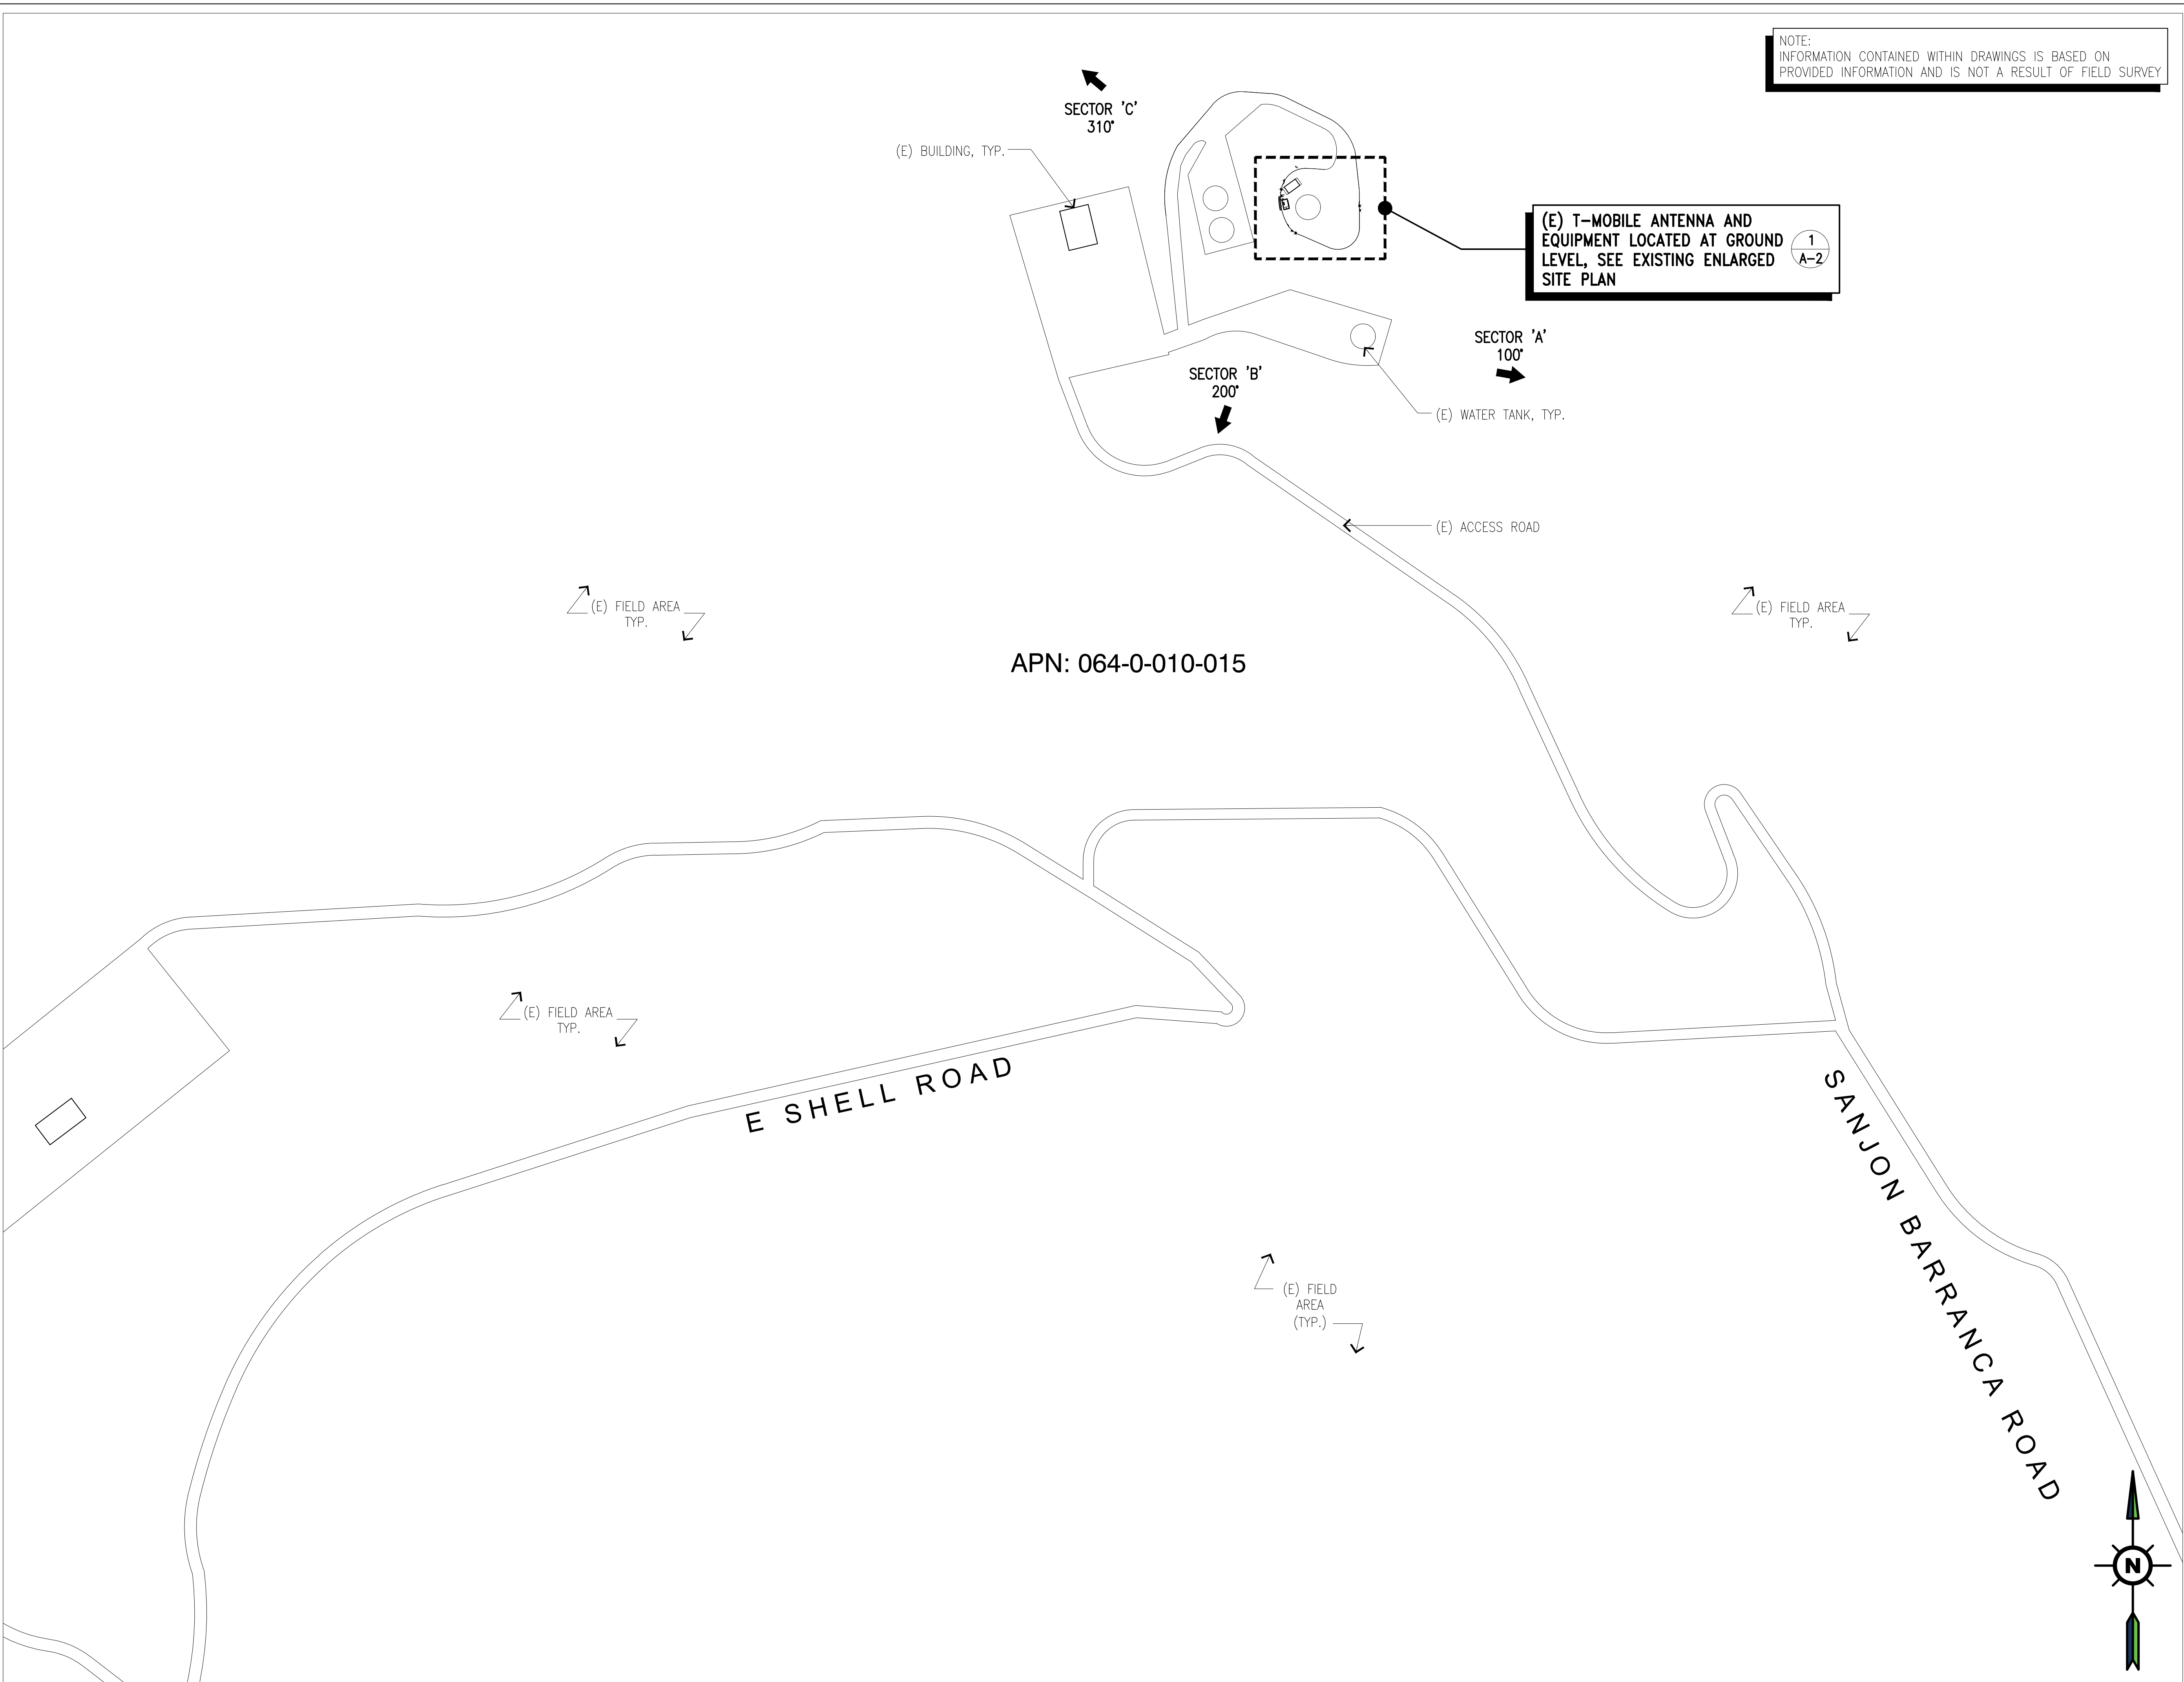 NOTE:
INFORMATION CONTAINED WITHIN DRAWINGS IS BASED ON
PROVIDED INFORMATION AND IS NOT A RESULT OF FIELD SURVEY
SECTOR 'C'
310°
(E) BUILDING, TYP.
(E) T-MOBILE ANTENNA AND
EQUIPMENT LOCATED AT GROUND
LEVEL, SEE EXISTING ENLARGED
SITE PLAN
1
A-2
SECTOR 'A'
100°
SECTOR 'B'
200°
(E) WATER TANK, TYP.
(E) ACCESS ROAD
(E) FIELD AREA
TYP.
(E) FIELD AREA
TYP.
APN: 064-0-010-015
(E) FIELD AREA
TYP.
E SHELL ROAD
SANJON BARRANCA ROAD
(E) FIELD
AREA
(TYP.)
N